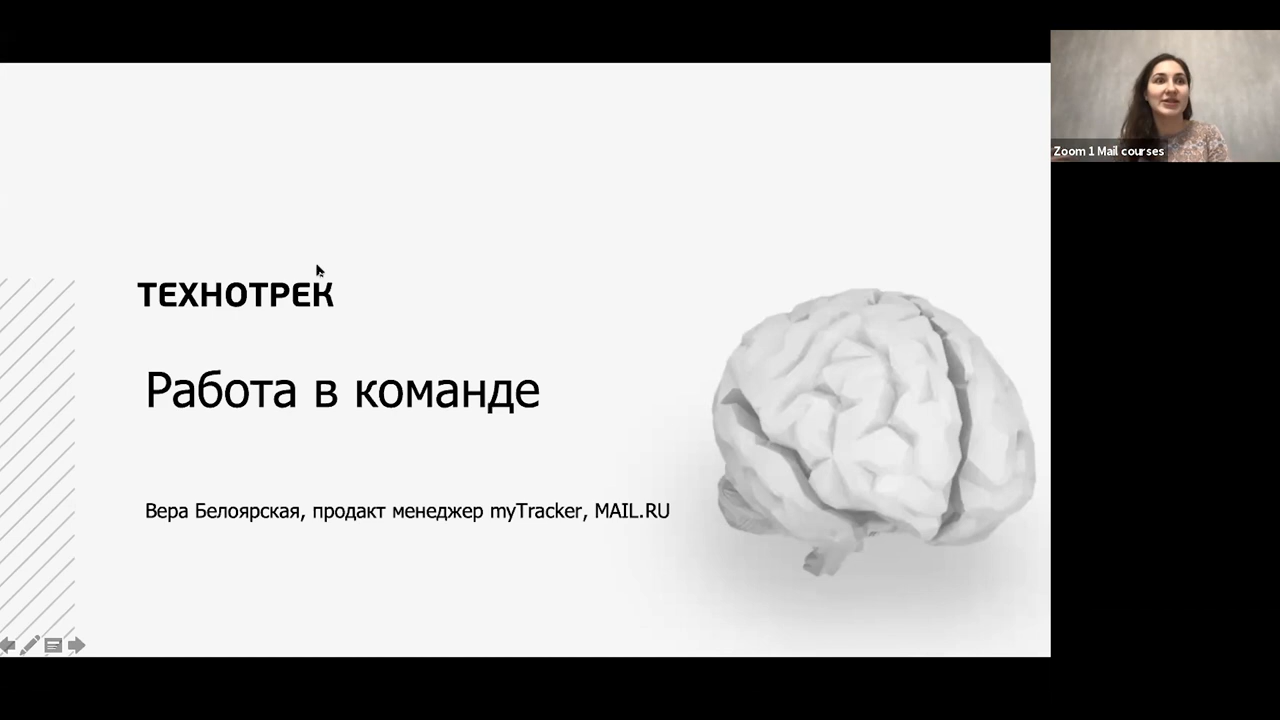 Zoom 1 Mail courses
ТЕХНОТРЕК
Работа в команде
Вера Белоярская, продакт менеджер myTracker, MAIL.RU